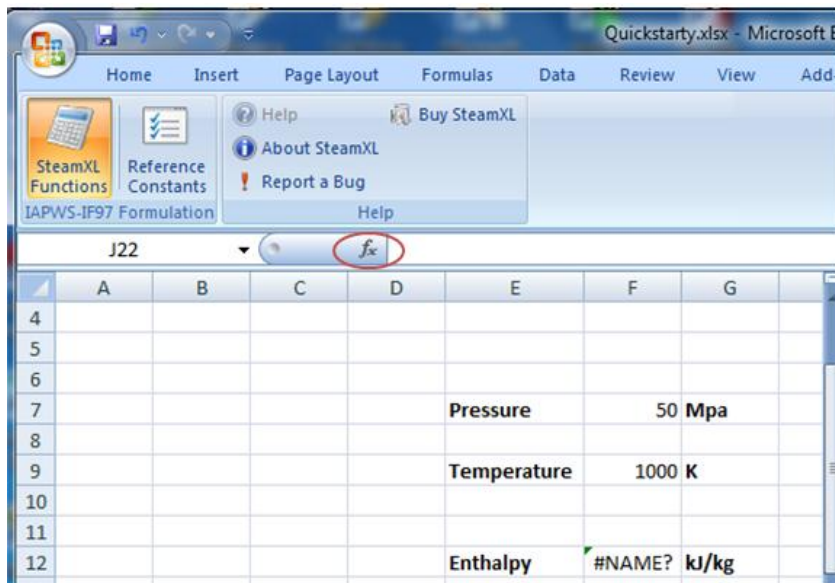 Quickstarty.xlsx - Microsoft E
Home Insert Page Layout Formulas Data Review View Add-
SteamXL Functions
Reference Constants
IAPWS-IF97 Formulation
Help
Buy SteamXL
About SteamXL
! Report a Bug
Help
J22 fx
A B C D E F G
4
5
6
7 Pressure 50 Mpa
8
9 Temperature 1000 K
10
11
12 Enthalpy #NAME? kJ/kg